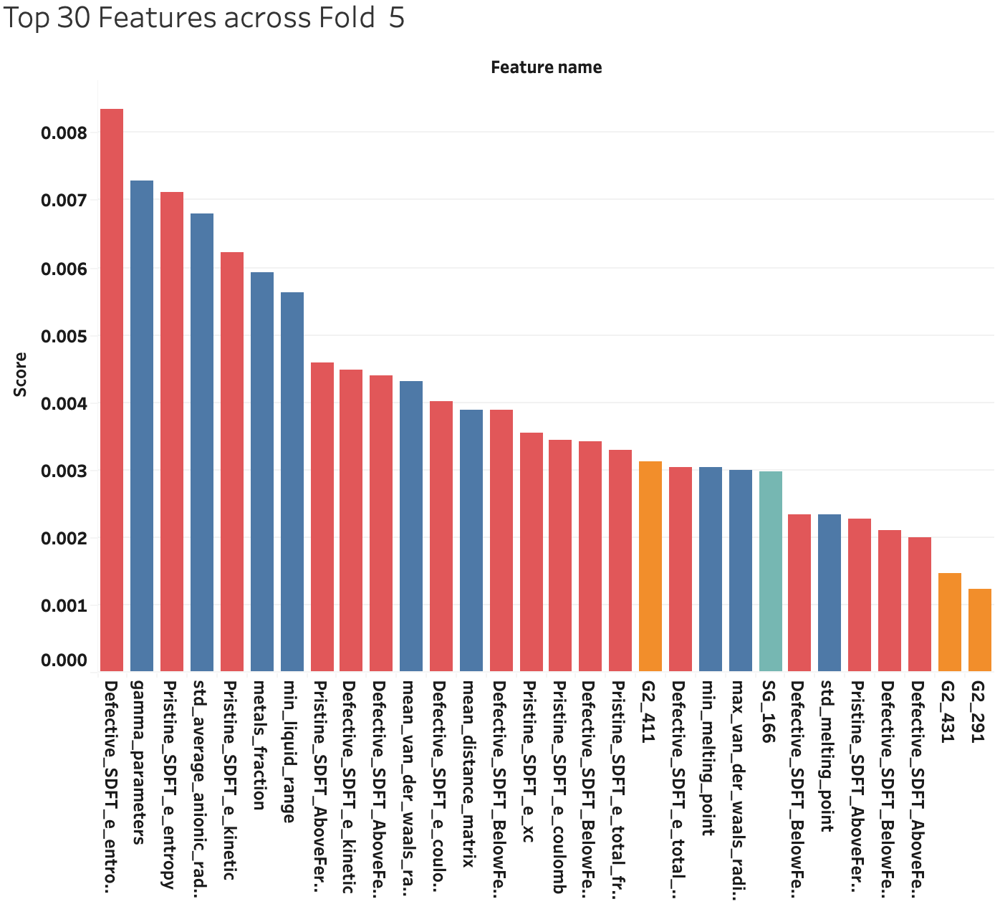 Top 30 Features across Fold 5
Feature name
0.008
0.007
0.006
0.005
0.004
0.003
0.002
0.001
0.000
Score
Defective_SDFT_e_entro..
gamma_parameters
Pristine_SDFT_e_entropy
std_average_anionic_rad..
Pristine_SDFT_e_kinetic
metals_fraction
min_liquid_range
Pristine_SDFT_AboveFer..
Defective_SDFT_e_kinetic
Defective_SDFT_AboveFe..
mean_van_der_waals_ra..
Defective_SDFT_e_coulo..
mean_distance_matrix
Defective_SDFT_BelowFe..
Pristine_SDFT_e_xc
Pristine_SDFT_e_coulomb
Defective_SDFT_BelowFe..
Pristine_SDFT_e_total_fr..
G2_411
Defective_SDFT_e_total_..
min_melting_point
max_van_der_waals_radi..
SG_166
Defective_SDFT_BelowFe..
std_melting_point
Pristine_SDFT_AboveFer..
Defective_SDFT_BelowFe..
Defective_SDFT_AboveFe..
G2_431
G2_291